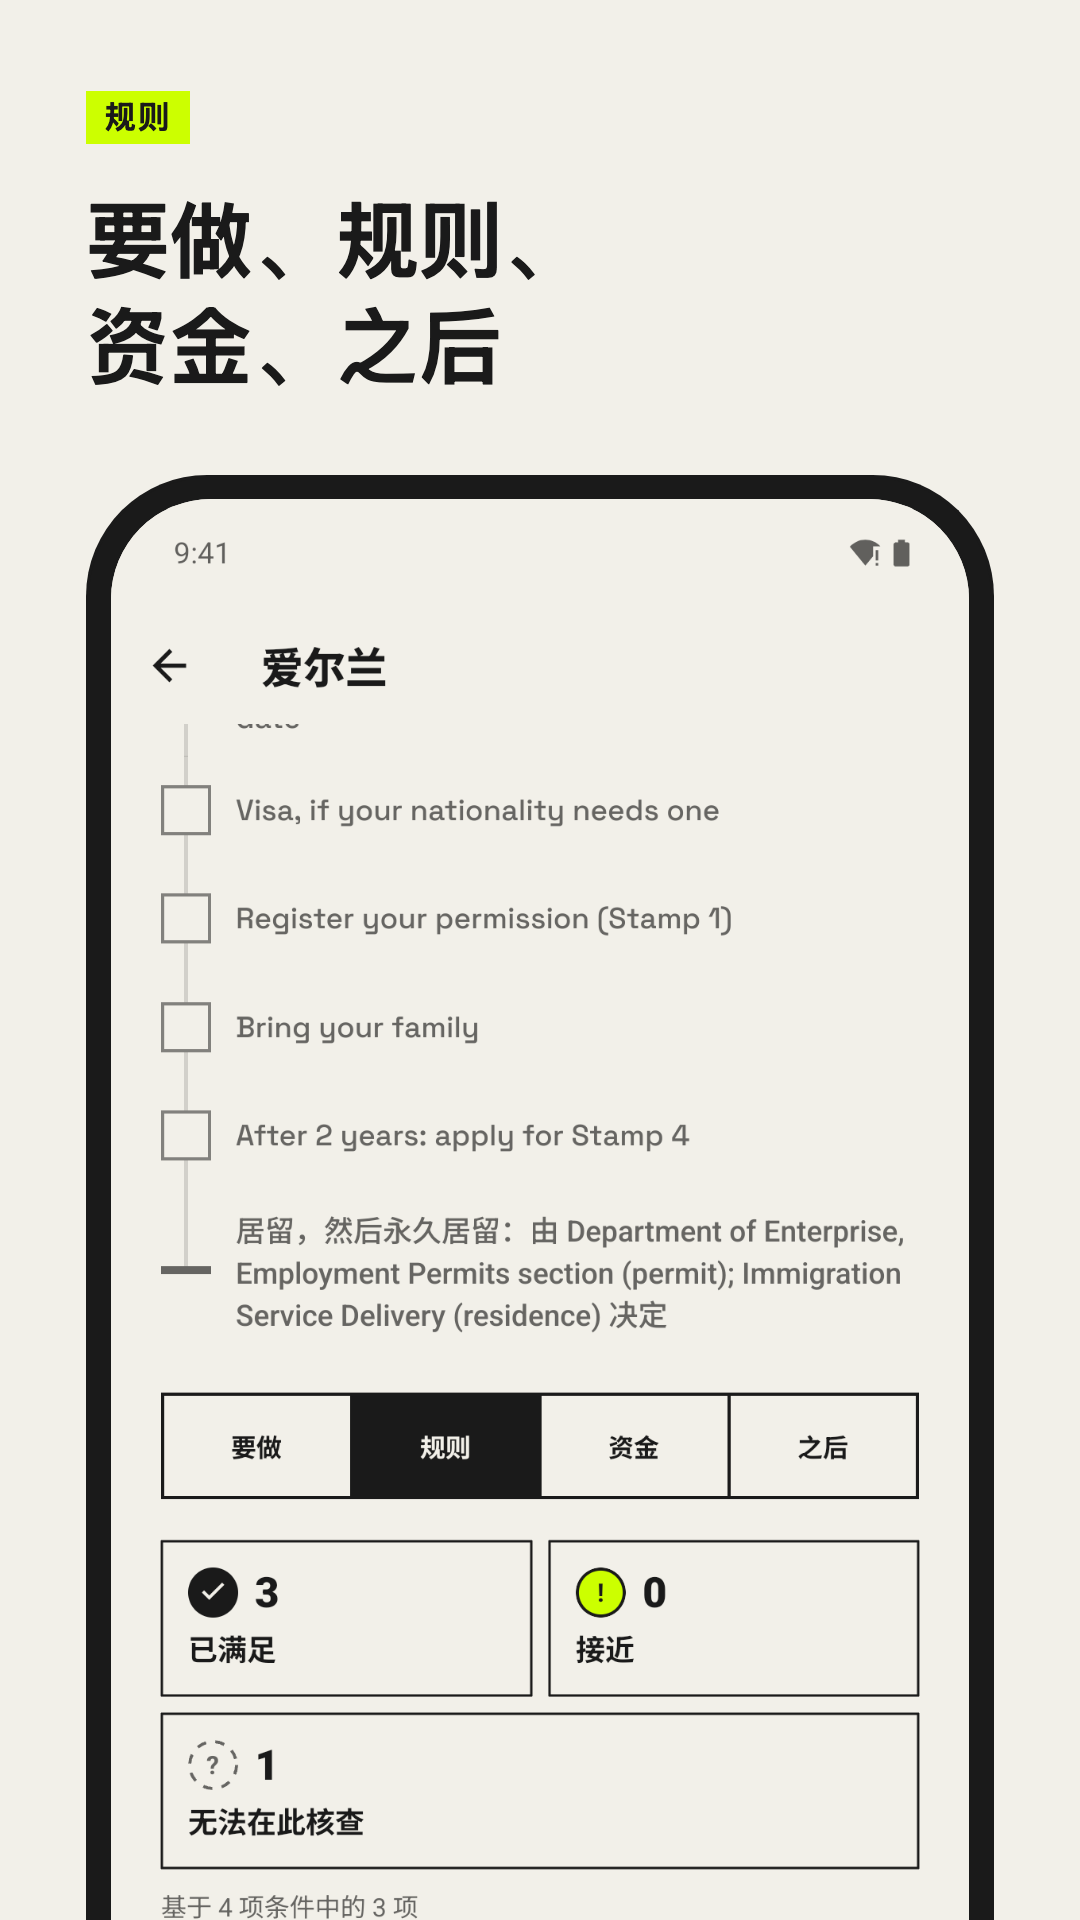 规则
要做、规则、
资金、之后
9:41
爱尔兰
date
Visa, if your nationality needs one
Register your permission (Stamp 1)
Bring your family
After 2 years: apply for Stamp 4
居留，然后永久居留：由 Department of Enterprise,
Employment Permits section (permit); Immigration
Service Delivery (residence) 决定
要做
规则
资金
之后
3
已满足
! 0
接近
? 1
无法在此核查
基于 4 项条件中的 3 项